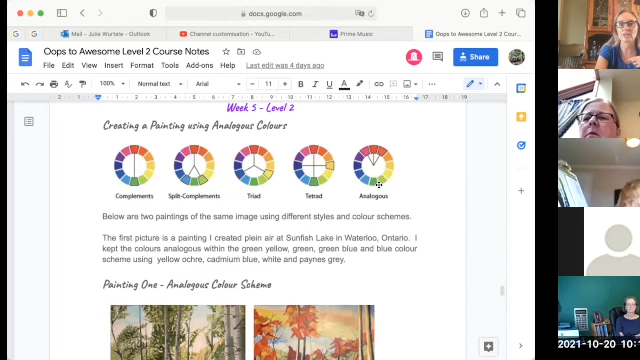 docs.google.com
Mail - Julie Wurtele - Outlook
Channel customisation - YouTube
Prime Music
Oops to Awesome Level 2 Cour...
Oops to Awesome Level 2 Course Notes
File Edit View Insert Format Tools
Last edit was 4 days ago
Share
100%
Normal text
Arial
11
B I U A
Week 5 - Level 2
Creating a Painting using Analogous Colours
Complements Split-Complements Triad Tetrad Analogous
Below are two paintings of the same image using different styles and colour schemes.
The first picture is a painting I created plein air at Sunfish Lake in Waterloo, Ontario. I
kept the colours analogous within the green yellow, green, green blue and blue colour
scheme using yellow ochre, cadmium blue, white and paynes grey.
Painting One - Analogous Colour Scheme
2021-10-20 10: